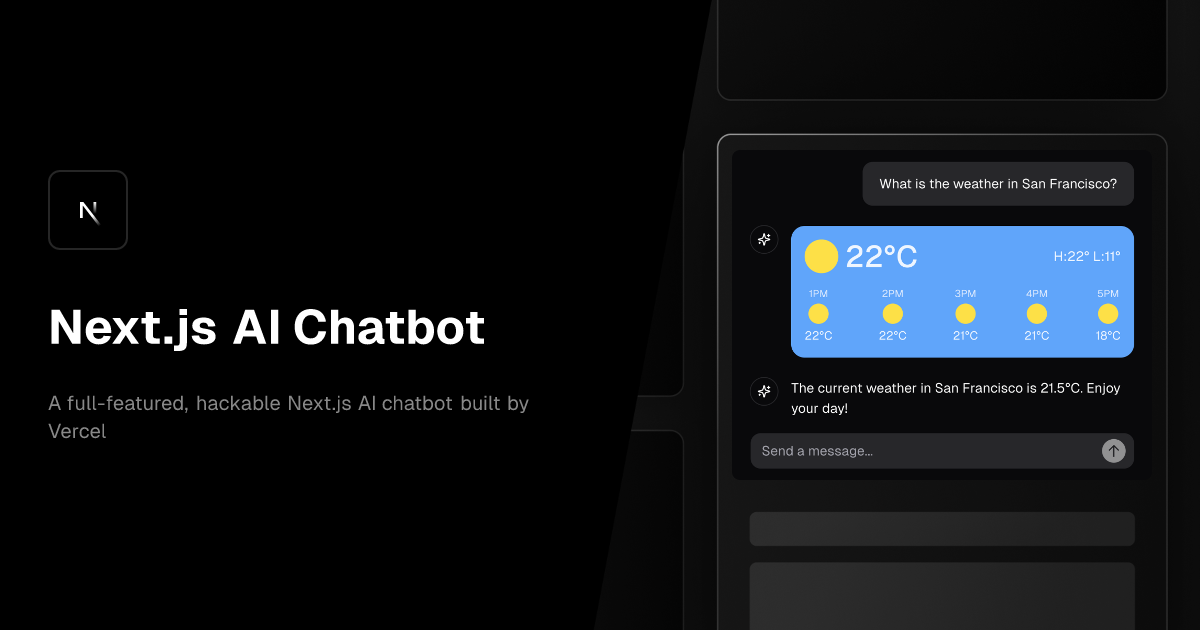 Next.js AI Chatbot
A full-featured, hackable Next.js AI chatbot built by
Vercel
What is the weather in San Francisco?
22°C
H:22° L:11°
1PM 2PM 3PM 4PM 5PM
22°C 22°C 21°C 21°C 18°C
The current weather in San Francisco is 21.5°C. Enjoy
your day!
Send a message...